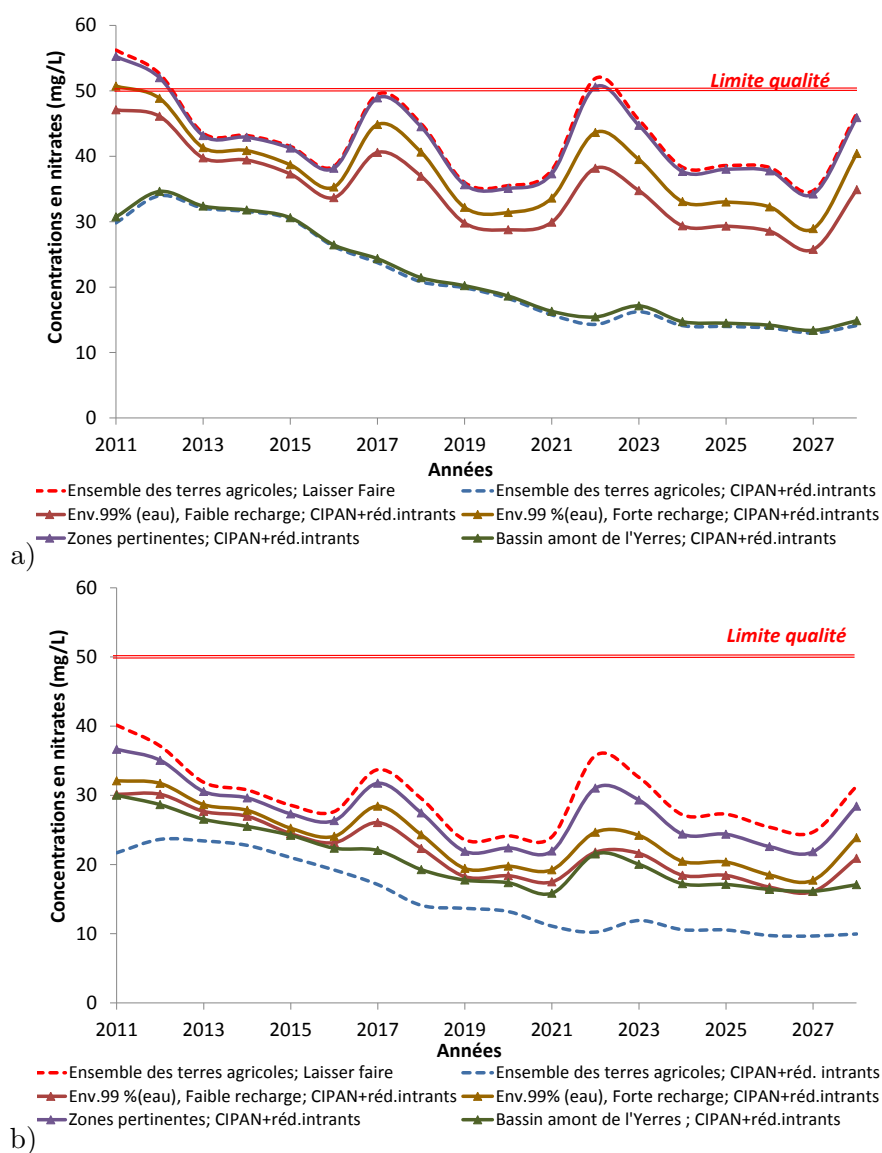 60
50
40
30
20
10
0
Concentrations en nitrates (mg/L)
Limite qualité
2011 2013 2015 2017 2019 2021 2023 2025 2027
Années
Ensemble des terres agricoles; Laisser Faire
Ensemble des terres agricoles; CIPAN+réd.intrants
Env.99% (eau), Faible recharge; CIPAN+réd.intrants
Env.99 %(eau), Forte recharge; CIPAN+réd.intrants
Zones pertinentes; CIPAN+réd.intrants
Bassin amont de l'Yerres; CIPAN+réd.intrants
a)
60
50
40
30
20
10
0
Concentrations en nitrates (mg/L)
Limite qualité
2011 2013 2015 2017 2019 2021 2023 2025 2027
Années
Ensemble des terres agricoles; Laisser faire
Ensemble des terres agricoles; CIPAN+réd. intrants
Env.99 %(eau), Faible recharge; CIPAN+réd.intrants
Env.99% (eau), Forte recharge; CIPAN+réd.intrants
Zones pertinentes; CIPAN+réd.intrants
Bassin amont de l'Yerres ; CIPAN+réd.intrants
b)